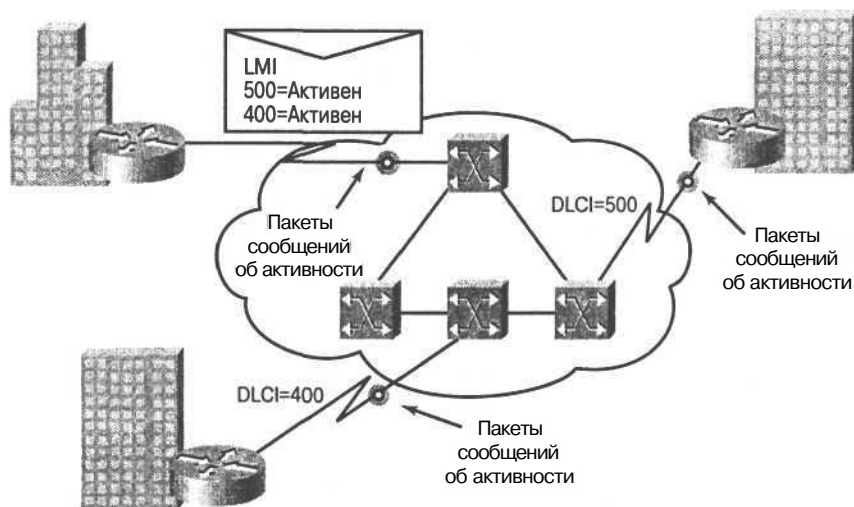 LMI
500=Активен
400=Активен
Пакеты
сообщений
об активности
DLCI=500
Пакеты
сообщений
об активности
DLCI=400
Пакеты
сообщений
об активности